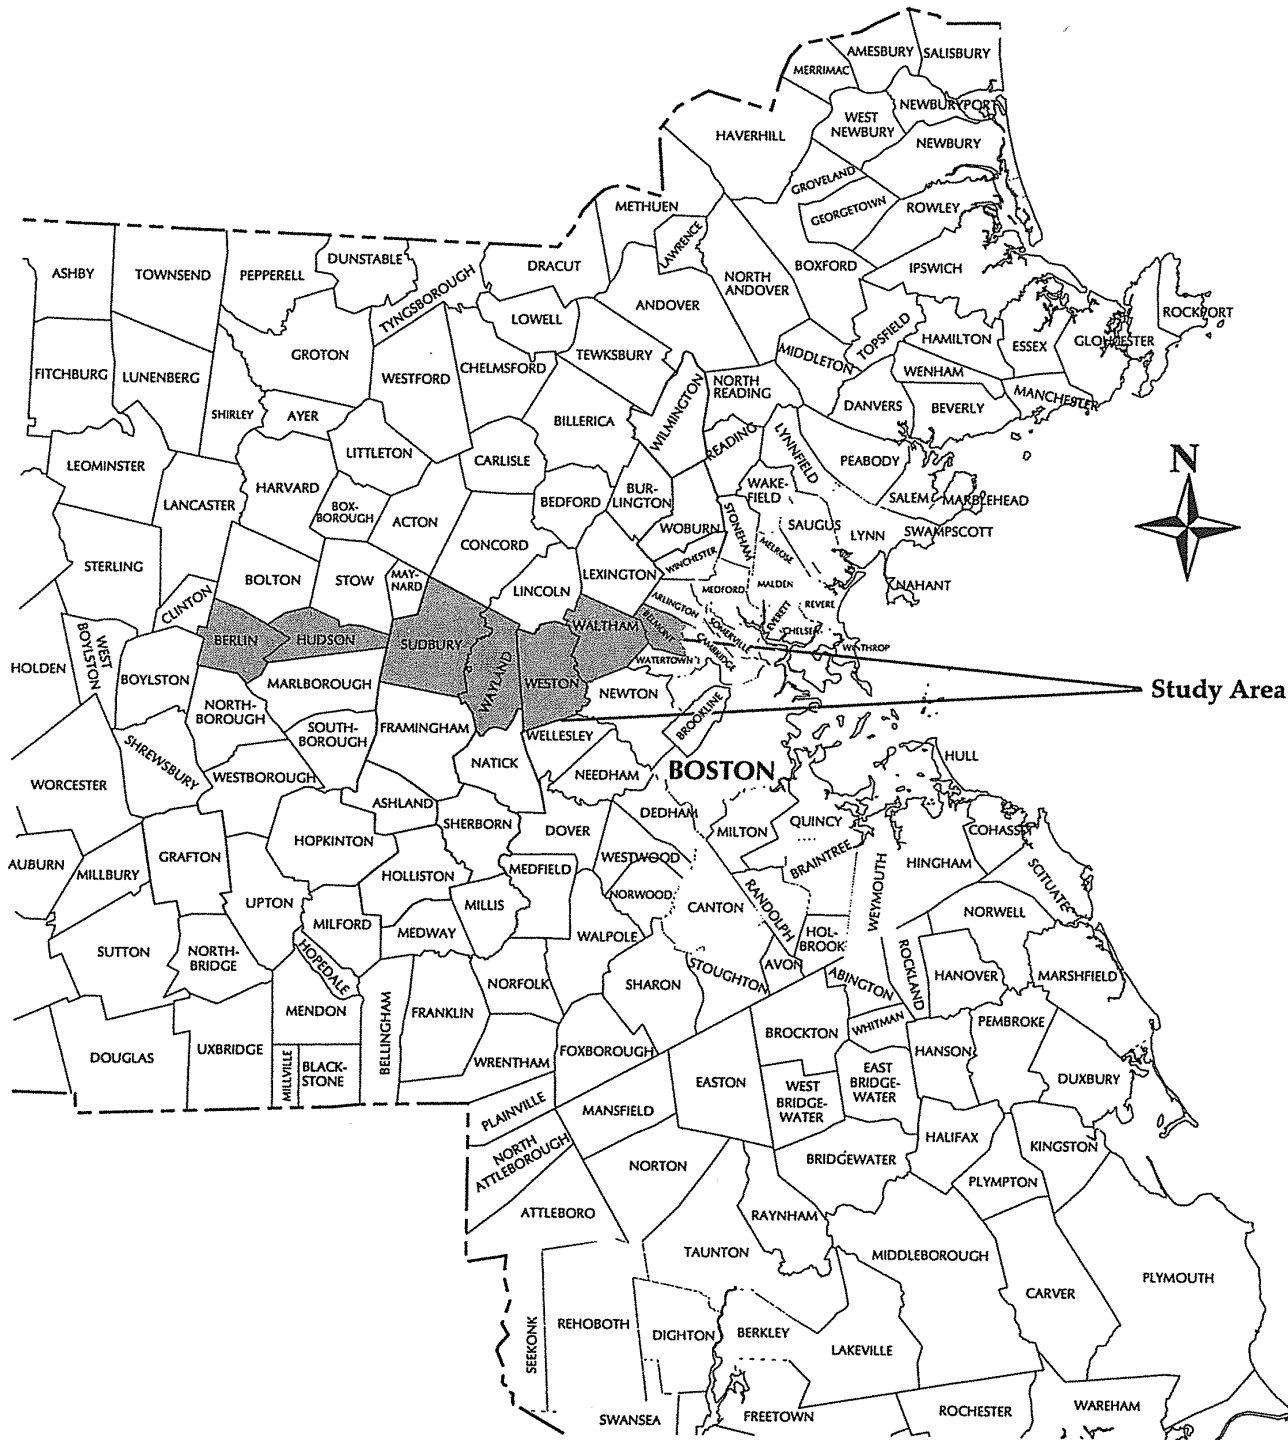 AMESBURY
SALISBURY
MERRIMAC
NEWBURYPORT
WEST
NEWBURY
HAVERHILL
NEWBURY
GROVELAND
METHUEN
GEORGETOWN
ROWLEY
LAWRENCE
DUNSTABLE
ASHBY
TOWNSEND
PEPPERELL
TYNGSBOROUGH
DRACUT
NORTH
ANDOVER
BOXFORD
IPSWICH
ANDOVER
LOWELL
ROCKPORT
TOPSFIELD
HAMILTON
ESSEX
GLOUCESTER
GROTON
TEWKSBURY
MIDDLETON
FITCHBURG
LUNENBERG
WESTFORD
CHELMSFORD
WENHAM
NORTH
READING
WILMINGTON
MANCHESTER
SHIRLEY
AYER
DANVERS
BEVERLY
BILLERICA
READING
LYNNFIELD
LEOMINSTER
LITTLETON
CARLISLE
PEABODY
N
HARVARD
LANCASTER
BOX-
BOROUGH
ACTON
BEDFORD
BUR-
LINGTON
WAKE-
FIELD
SALEM
MARBLEHEAD
WOBURN
STONEHAM
SAUGUS
LYNN
SWAMPSCOTT
CONCORD
MELROSE
STERLING
BOLTON
STOW
MAY-
NARD
LINCOLN
LEXINGTON
WINCHESTER
MEDFORD
MALDEN
NAHANT
CLINTON
ARLINGTON
EVERETT
REVERE
BERLIN
HUDSON
SUDBURY
WALTHAM
BELMONT
SOMERVILLE
CHELSEA
WINTHROP
HOLDEN
WEST
BOYLSTON
BOYLSTON
MARLBOROUGH
WAYLAND
WESTON
WATERTOWN
CAMBRIDGE
NEWTON
Study Area
NORTH-
BOROUGH
SOUTH-
BOROUGH
FRAMINGHAM
WELLESLEY
BROOKLINE
SHREWSBURY
WESTBOROUGH
NATICK
NEEDHAM
BOSTON
HULL
WORCESTER
ASHLAND
SHERBORN
DOVER
DEDHAM
MILTON
QUINCY
COHASSET
HOPKINTON
AUBURN
MILLBURY
GRAFTON
HOLLISTON
MEDFIELD
WESTWOOD
BRAINTREE
WEYMOUTH
HINGHAM
SCITUATE
UPTON
MILFORD
MILLIS
NORWOOD
CANTON
RANDOLPH
NORWELL
MEDWAY
WALPOLE
HOL-
BROOK
SUTTON
NORTH-
BRIDGE
HOPEDALE
AVON
ROCKLAND
HANOVER
MARSHFIELD
NORFOLK
SHARON
STOUGHTON
ABINGTON
MENDON
BELLINGHAM
FRANKLIN
BROCKTON
WHITMAN
PEMBROKE
DOUGLAS
UXBRIDGE
MILLVILLE
BLACK-
STONE
WRENTHAM
FOXBOROUGH
HANSON
EASTON
WEST
BRIDGE-
WATER
EAST
BRIDGE-
WATER
DUXBURY
PLAINVILLE
MANSFIELD
NORTH
ATTLEBOROUGH
NORTON
BRIDGEWATER
HALIFAX
KINGSTON
PLYMPTON
ATTLEBORO
RAYNHAM
TAUNTON
MIDDLEBOROUGH
PLYMOUTH
CARVER
SEEKONK
REHOBOTH
DIGHTON
BERKLEY
LAKEVILLE
SWANSEA
FREETOWN
ROCHESTER
WAREHAM